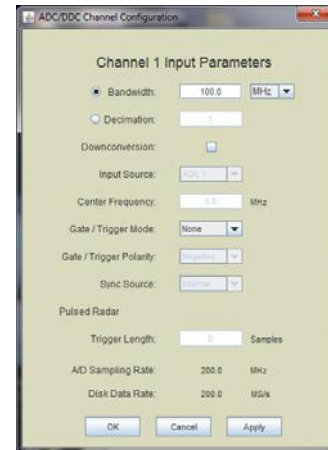 ADC/DDC Channel Configuration
Channel 1 Input Parameters
Bandwidth: 100.0 MHz
Decimation: 1
Downconversion:
Input Source: ADC 1
Center Frequency: 0.0 MHz
Gate / Trigger Mode: None
Gate / Trigger Polarity: Negative
Sync Source: Internal
Pulsed Radar
Trigger Length: 0 Samples
A/D Sampling Rate: 200.0 MHz
Disk Data Rate: 200.0 MS/s
OK Cancel Apply